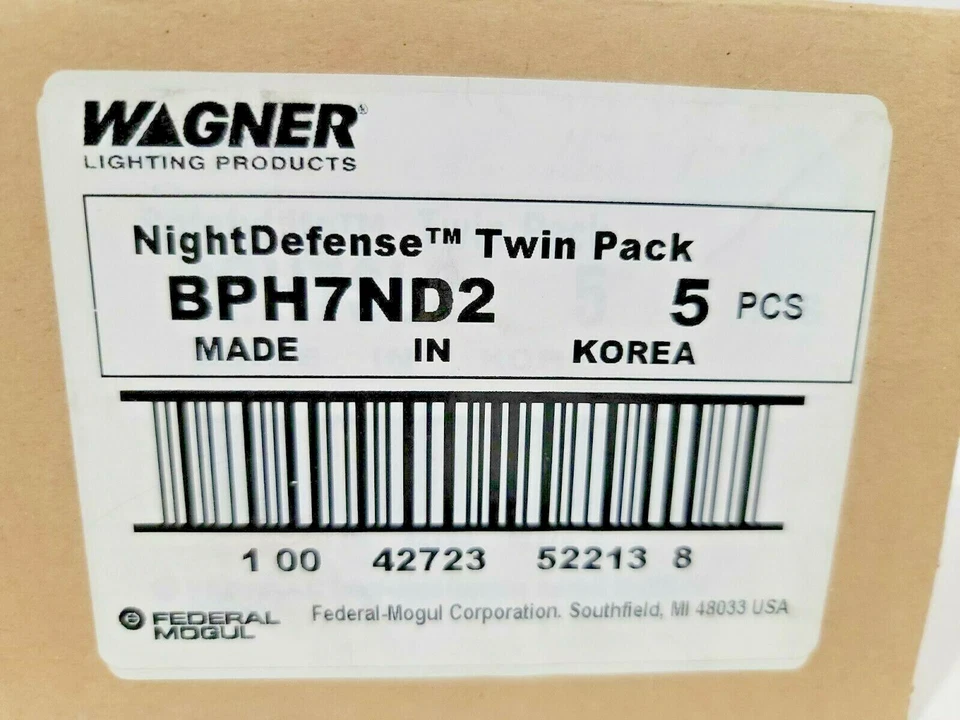 WAGNER®
LIGHTING PRODUCTS
NightDefense™ Twin Pack
BPH7ND2 5 PCS
MADE IN KOREA
1 00 42723 52213 8
FEDERAL
MOGUL
Federal-Mogul Corporation. Southfield, MI 48033 USA